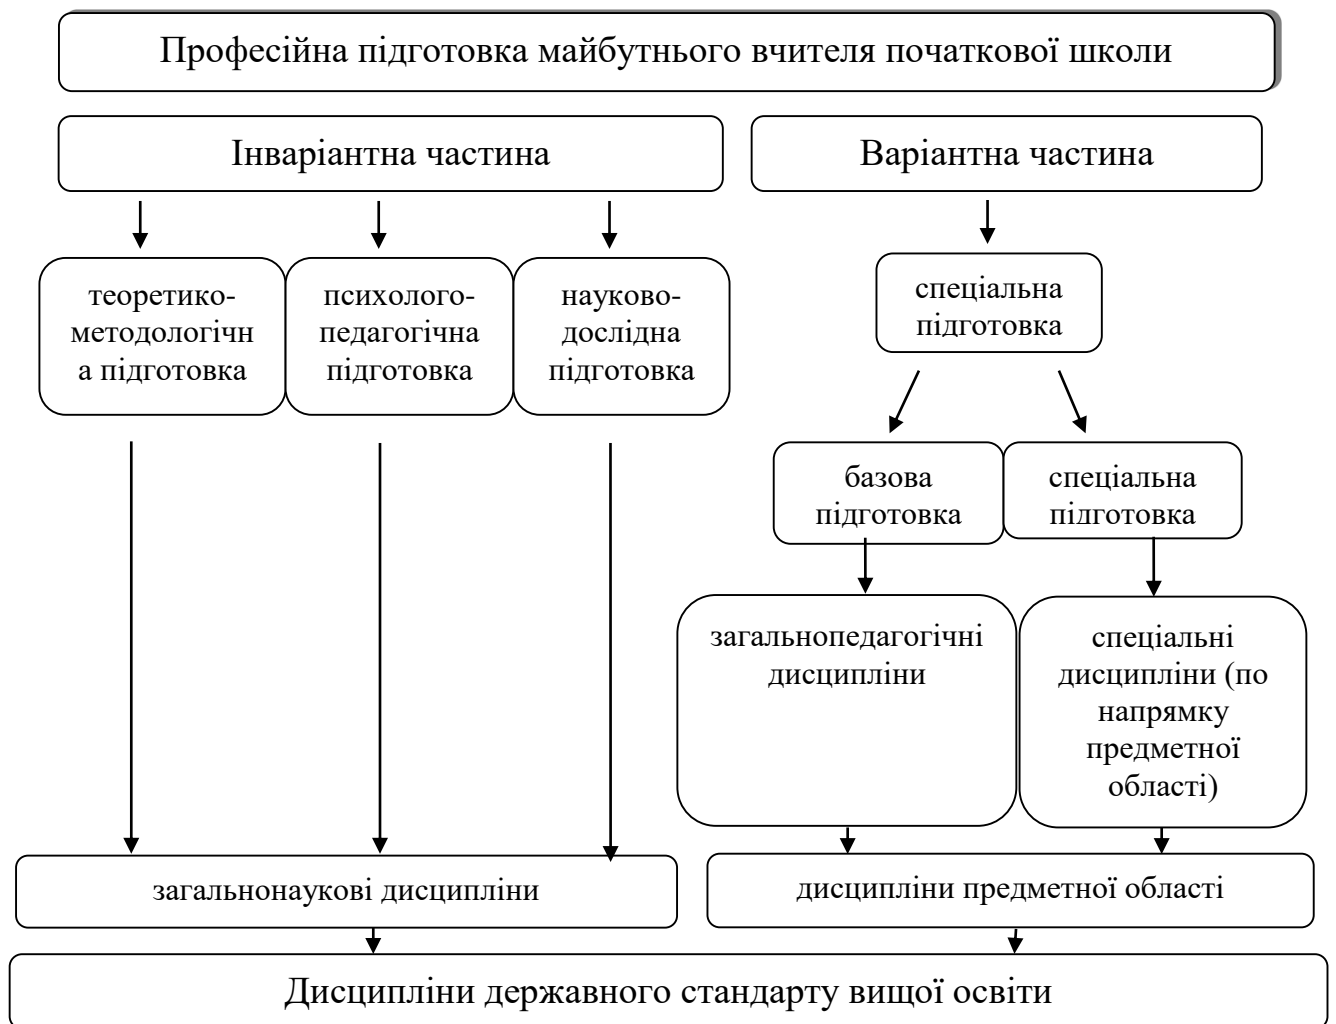 Професійна підготовка майбутнього вчителя початкової школи
Інваріантна частина
Варіантна частина
теоретико-
методологічн
а підготовка
психолого-
педагогічна
підготовка
науково-
дослідна
підготовка
спеціальна
підготовка
базова
підготовка
спеціальна
підготовка
загальнопедагогічні
дисципліни
спеціальні
дисципліни (по
напрямку
предметної
області)
загальнонаукові дисципліни
дисципліни предметної області
Дисципліни державного стандарту вищої освіти